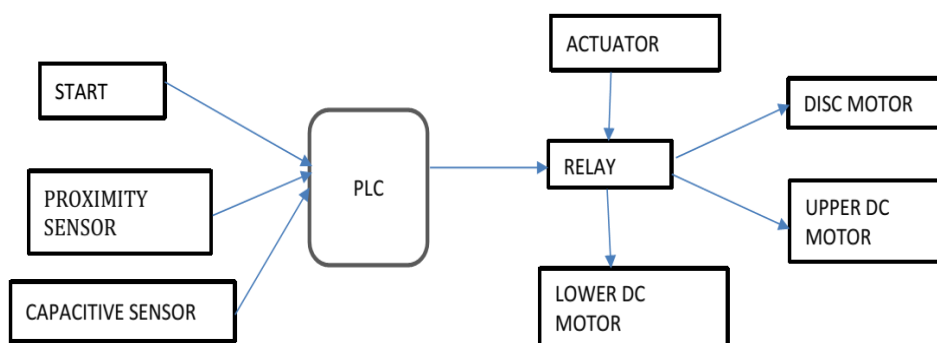 START
PROXIMITY
SENSOR
CAPACITIVE SENSOR
PLC
ACTUATOR
RELAY
LOWER DC
MOTOR
DISC MOTOR
UPPER DC
MOTOR